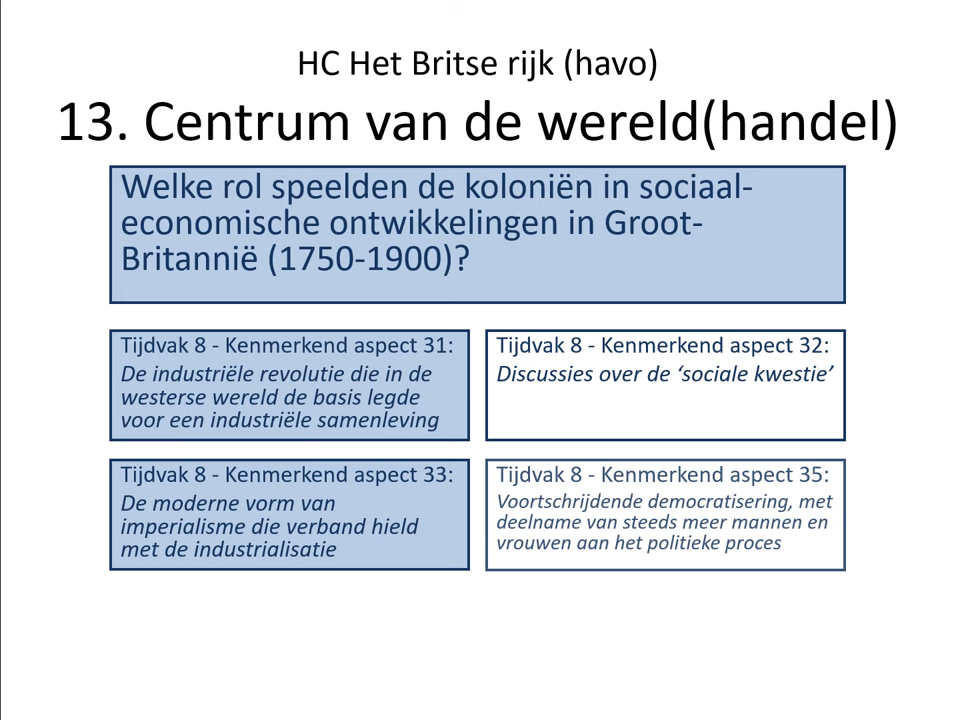 HC Het Britse rijk (havo)
13. Centrum van de wereld(handel)
Welke rol speelden de koloniën in sociaal-
economische ontwikkelingen in Groot-
Britannië (1750-1900)?
Tijdvak 8 - Kenmerkend aspect 31:
De industriële revolutie die in de
westerse wereld de basis legde
voor een industriële samenleving
Tijdvak 8 - Kenmerkend aspect 32:
Discussies over de ‘sociale kwestie’
Tijdvak 8 - Kenmerkend aspect 33:
De moderne vorm van
imperialisme die verband hield
met de industrialisatie
Tijdvak 8 - Kenmerkend aspect 35:
Voortschrijdende democratisering, met
deelname van steeds meer mannen en
vrouwen aan het politieke proces